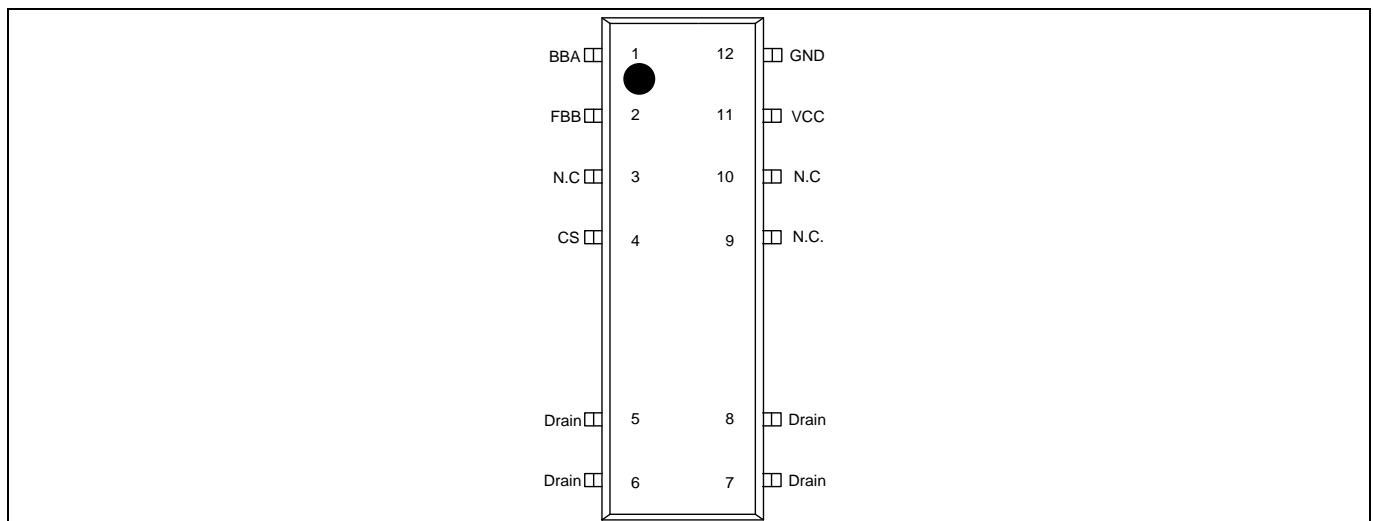 BBA 1 12 GND
FBB 2 11 VCC
N.C 3 10 N.C
CS 4 9 N.C.
Drain 5 8 Drain
Drain 6 7 Drain